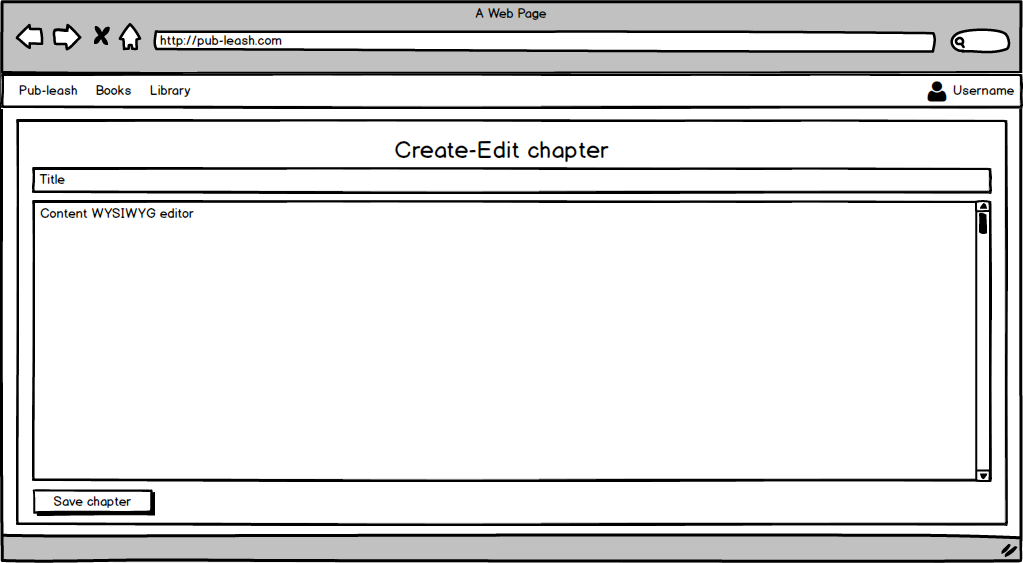 A Web Page
http://pub-leash.com
Pub-leash Books Library Username
Create-Edit chapter
Title
Content WYSIWYG editor
Save chapter